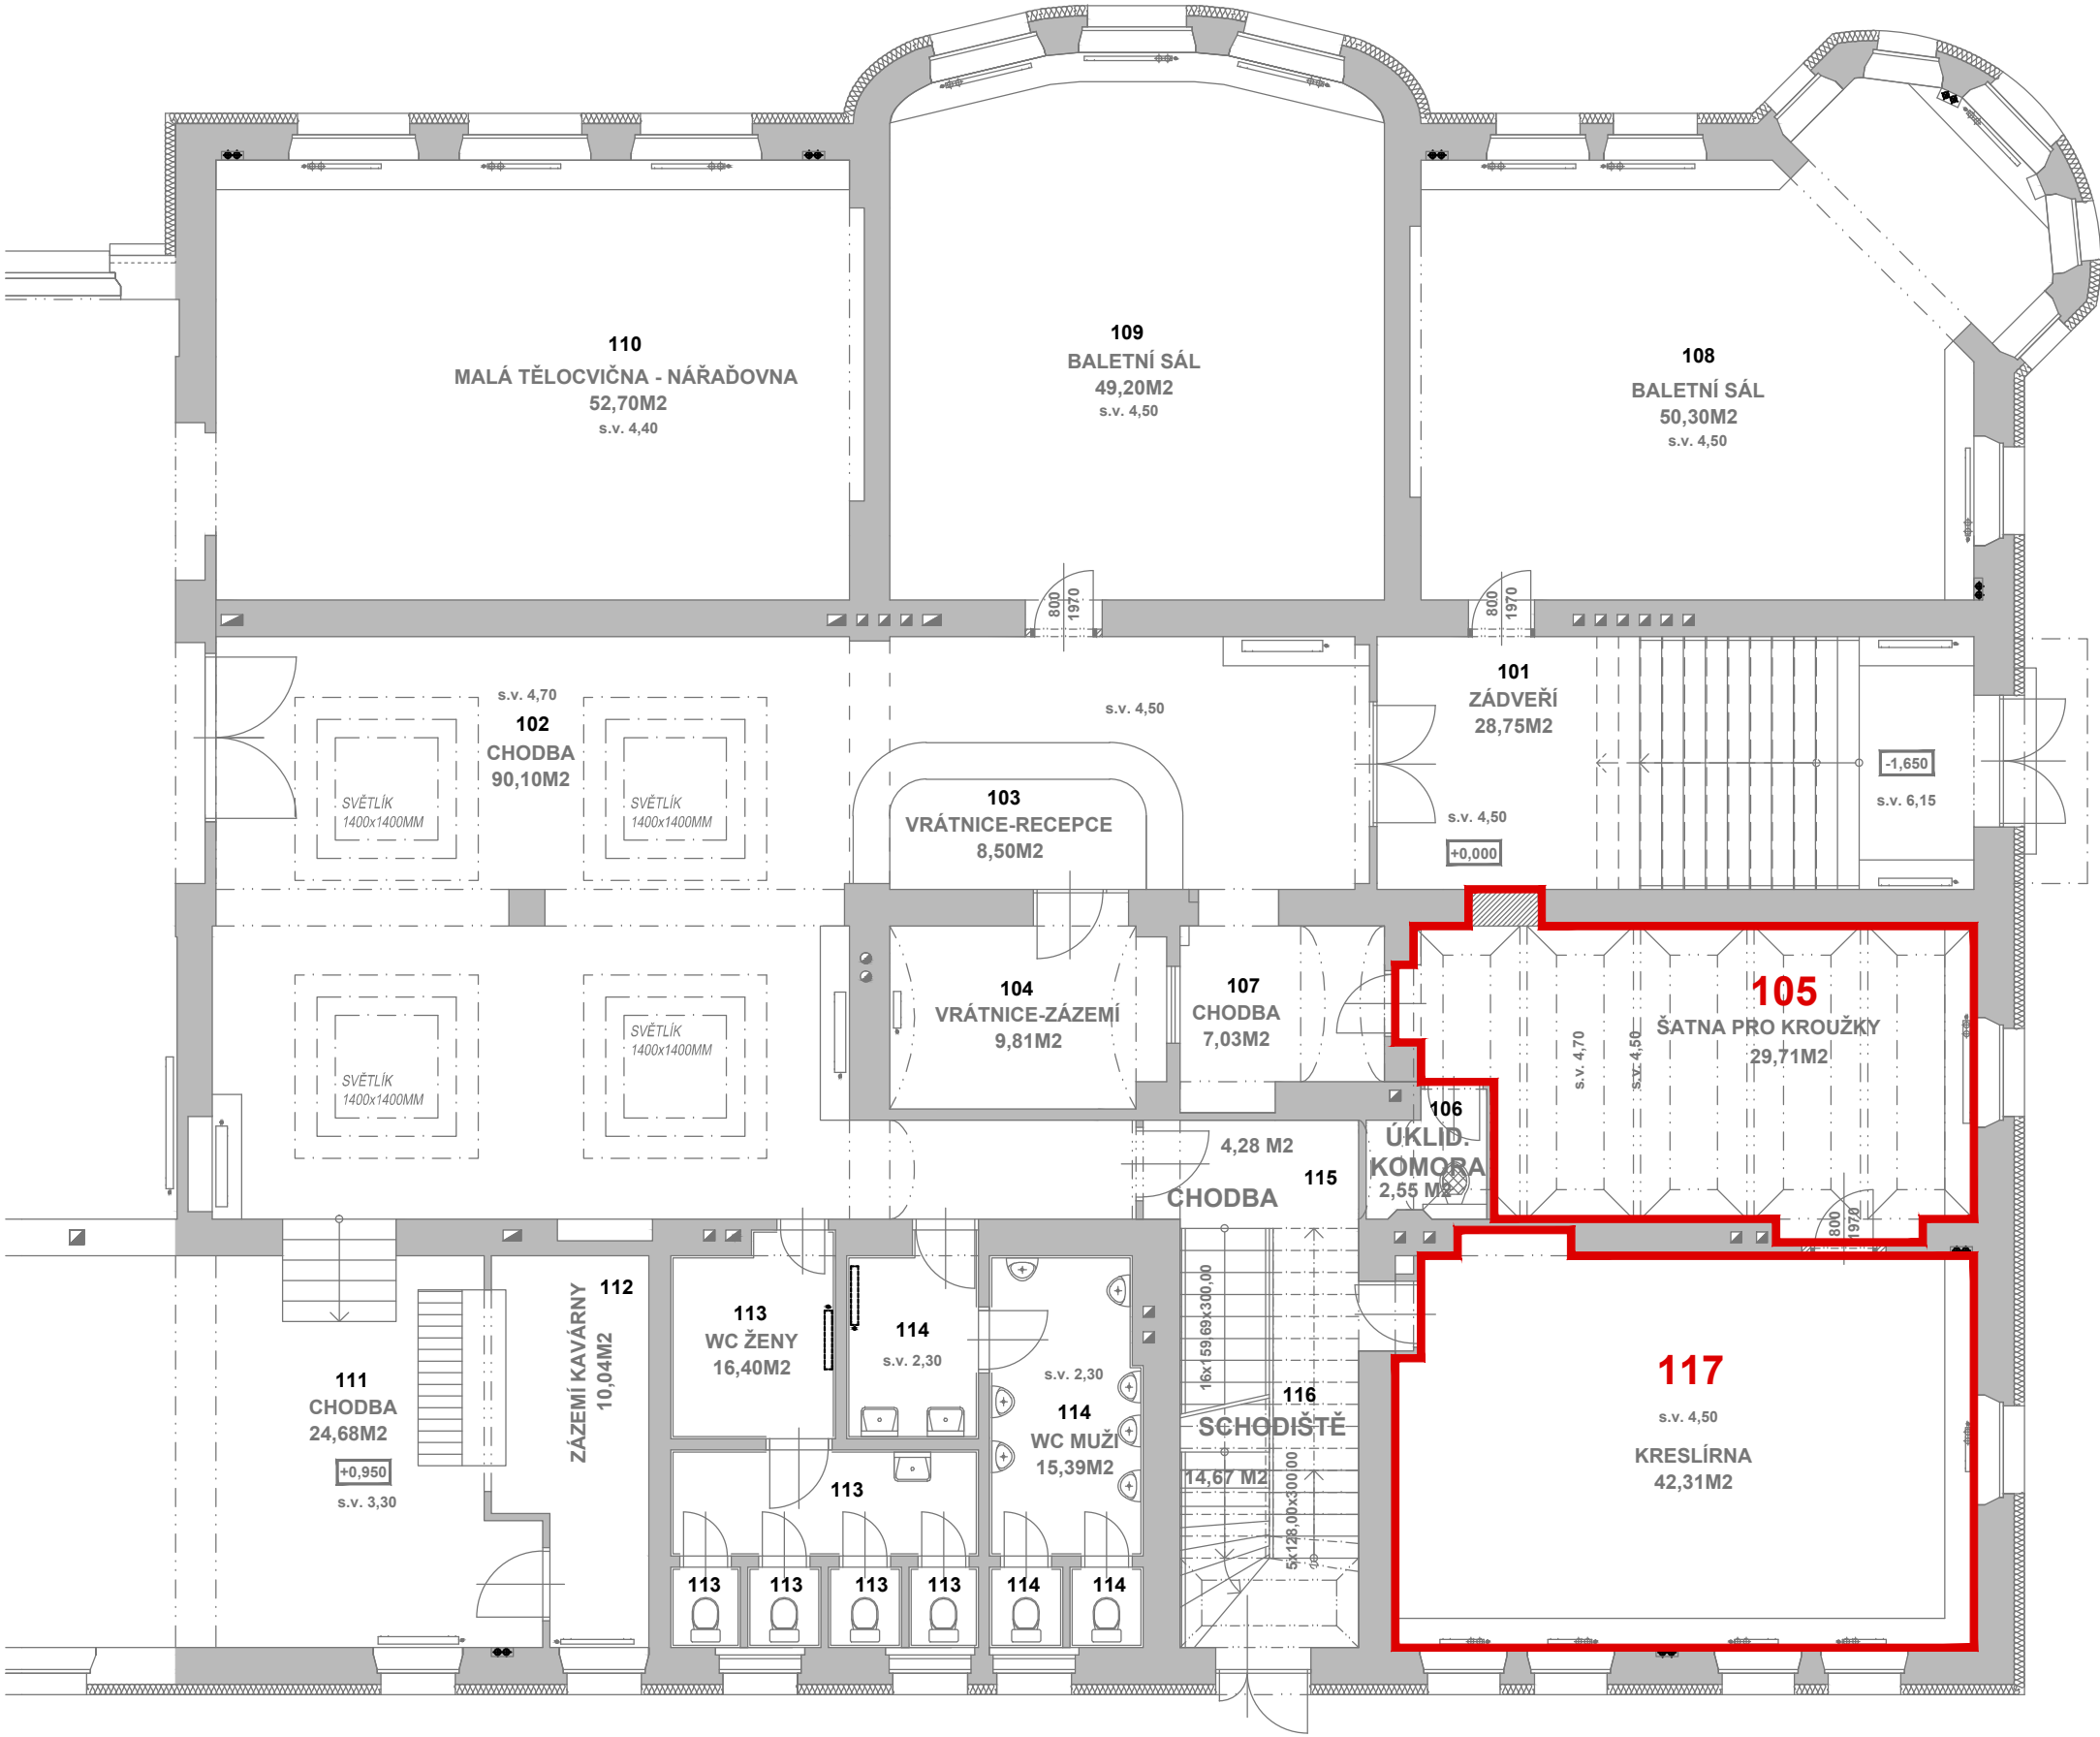 110
MALÁ TĚLOCVIČNA - NÁŘAĎOVNA
52,70M2
s.v. 4,40
109
BALETNÍ SÁL
49,20M2
s.v. 4,50
108
BALETNÍ SÁL
50,30M2
s.v. 4,50
800
1970
800
1970
s.v. 4,70
102
CHODBA
90,10M2
SVĚTLÍK
1400x1400MM
SVĚTLÍK
1400x1400MM
s.v. 4,50
103
VRÁTNICE-RECEPCE
8,50M2
101
ZÁDVEŘÍ
28,75M2
s.v. 4,50
+0,000
-1,650
s.v. 6,15
SVĚTLÍK
1400x1400MM
SVĚTLÍK
1400x1400MM
104
VRÁTNICE-ZÁZEMÍ
9,81M2
107
CHODBA
7,03M2
105
ŠATNA PRO KROUŽKY
29,71M2
s.v. 4,70
s.v. 4,50
106
ÚKLID.
KOMORA
2,55 M2
4,28 M2
115
CHODBA
800
1970
111
CHODBA
24,68M2
+0,950
s.v. 3,30
112
ZÁZEMÍ KAVÁRNY
10,04M2
113
WC ŽENY
16,40M2
114
s.v. 2,30
s.v. 2,30
114
WC MUŽI
15,39M2
113
113
113
113
113
114
114
16x159,69x300,00
116
SCHODIŠTĚ
14,67 M2
5x128,00x300,00
117
s.v. 4,50
KRESLÍRNA
42,31M2